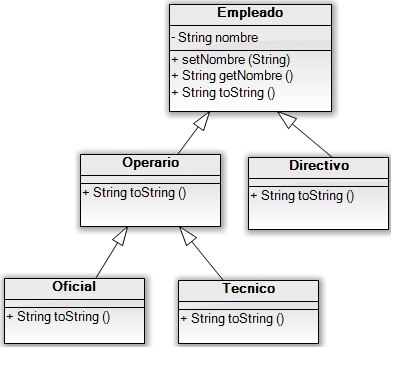 Empleado
- String nombre
+ setNombre (String)
+ String getNombre ()
+ String toString ()
Operario
+ String toString ()
Directivo
+ String toString ()
Oficial
+ String toString ()
Tecnico
+ String toString ()